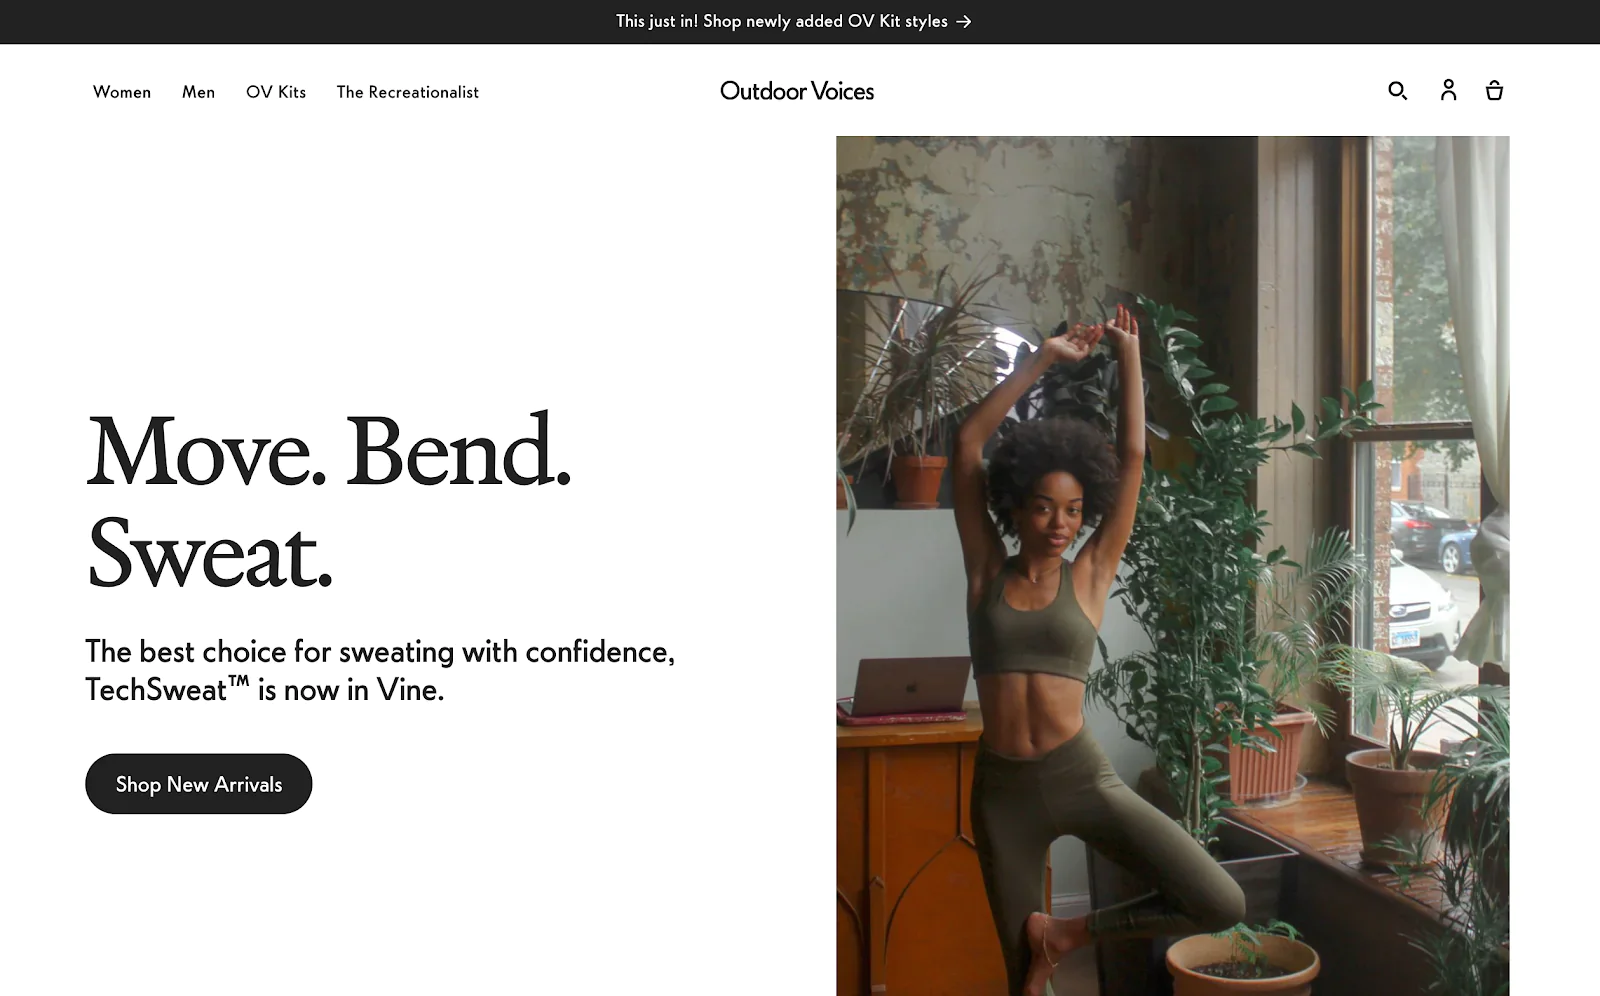 This just in! Shop newly added OV Kit styles →
Women Men OV Kits The Recreationalist Outdoor Voices
Move. Bend.
Sweat.
The best choice for sweating with confidence,
TechSweat™ is now in Vine.
Shop New Arrivals